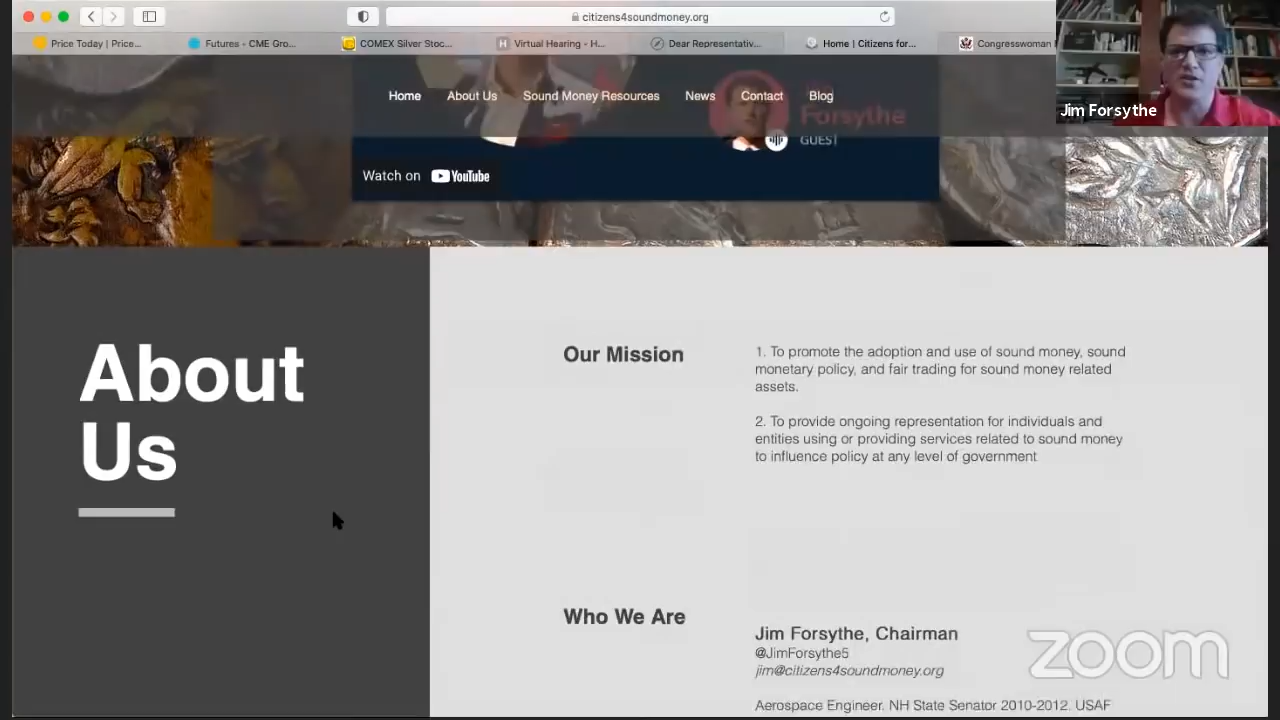 citizens4soundmoney.org
Price Today | Price...
Futures - CME Gro...
COMEX Silver Stoc...
Virtual Hearing - H...
Dear Representativ...
Home | Citizens for...
Congresswoman
Jim Forsythe
Home
About Us
Sound Money Resources
News
Contact
Blog
Forsythe
GUEST
Watch on YouTube
About
Us
Our Mission
1. To promote the adoption and use of sound money, sound
monetary policy, and fair trading for sound money related
assets.
2. To provide ongoing representation for individuals and
entities using or providing services related to sound money
to influence policy at any level of government
Who We Are
Jim Forsythe, Chairman
@JimForsythe5
jim@citizens4soundmoney.org
Aerospace Engineer. NH State Senator 2010-2012. USAF
zoom